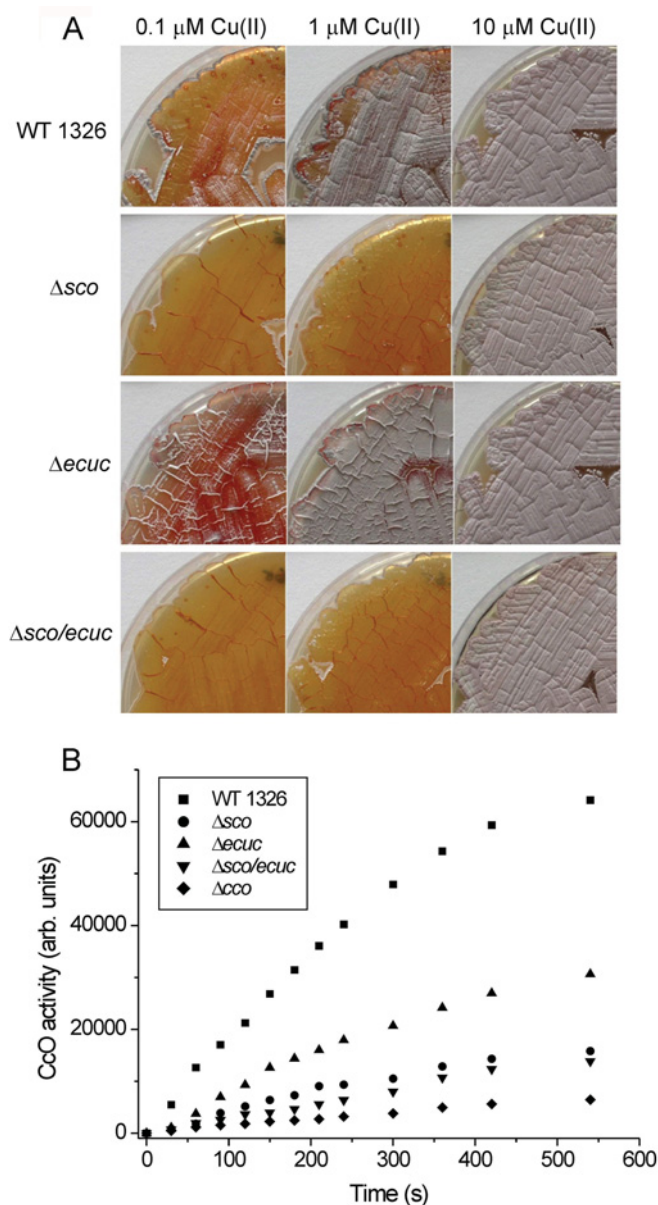 A
0.1 μM Cu(II) 1 μM Cu(II) 10 μM Cu(II)
WT 1326
Δsco
Δecuc
Δsco/ecuc
B
WT 1326
Δsco
Δecuc
Δsco/ecuc
Δcco
CcO activity (arb. units)
60000
40000
20000
0
0 100 200 300 400 500 600
Time (s)